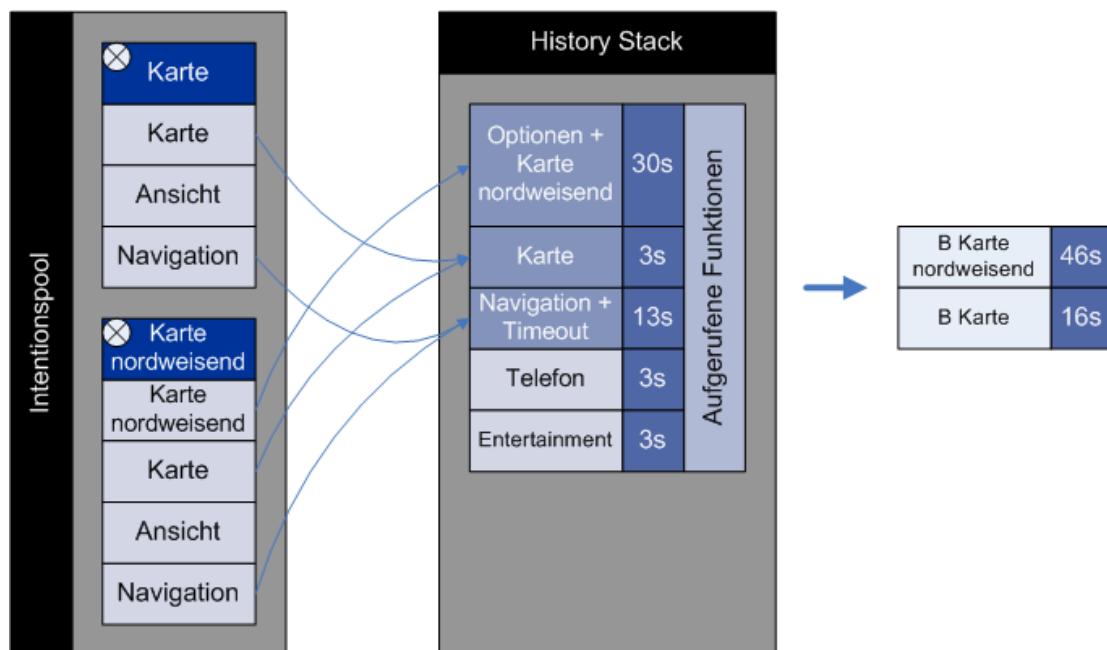 Intentionspool
Karte
Karte
Ansicht
Navigation
Karte
nordweisend
Karte
nordweisend
Karte
Ansicht
Navigation
History Stack
Optionen +
Karte
nordweisend
30s
Karte
3s
Navigation +
Timeout
13s
Telefon
3s
Entertainment
3s
Aufgerufene Funktionen
B Karte
nordweisend
46s
B Karte
16s